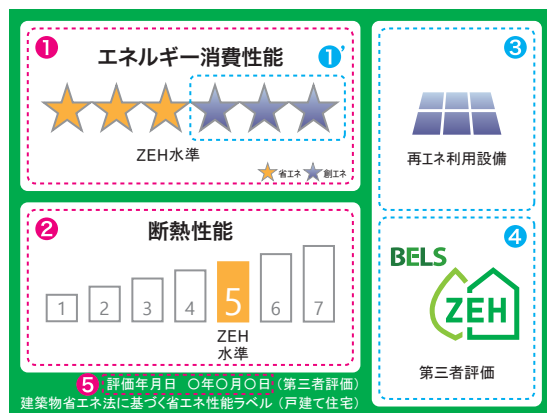 1
エネルギー消費性能
1'
ZEH水準
省エネ 創エネ
2
断熱性能
1 2 3 4 5 6 7
ZEH
水準
3
再エネ利用設備
4
BELS
ZEH
第三者評価
5 評価年月日 〇年〇月〇日（第三者評価）
建築物省エネ法に基づく省エネ性能ラベル（戸建て住宅）